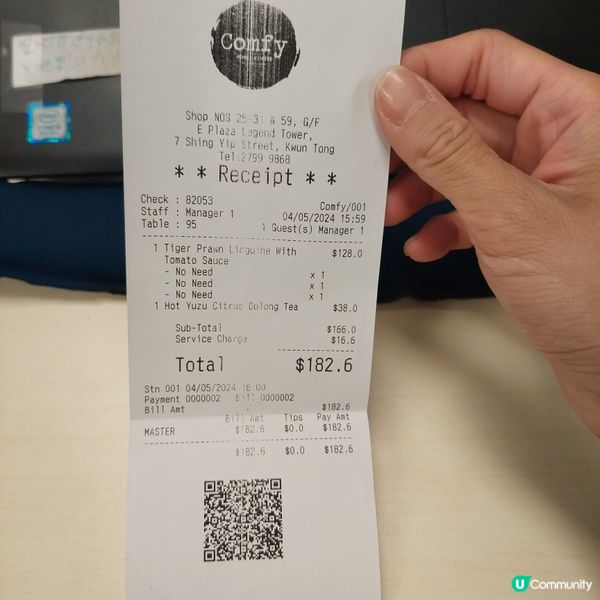 Comfy
Shop NOS 25-31 & 59, G/F
E Plaza Legend Tower,
7 Shing Yip Street, Kwun Tong
Tel:2799 9868
* * Receipt * *
Check : 82053 Comfy/001
Staff : Manager 1 04/05/2024 15:59
Table : 95 1 Guest(s) Manager 1
1 Tiger Prawn Linguine With $128.0
Tomato Sauce
- No Need x 1
- No Need x 1
- No Need x 1
1 Hot Yuzu Citrus Oolong Tea $38.0
Sub-Total $166.0
Service Charge $16.6
Total $182.6
Stn 001 04/05/2024 16:00
Payment 0000002 Bill 0000002
Bill Amt $182.6
Bill Amt Tips Pay Amt
MASTER $182.6 $0.0 $182.6
$182.6 $0.0 $182.6
intel
U Community